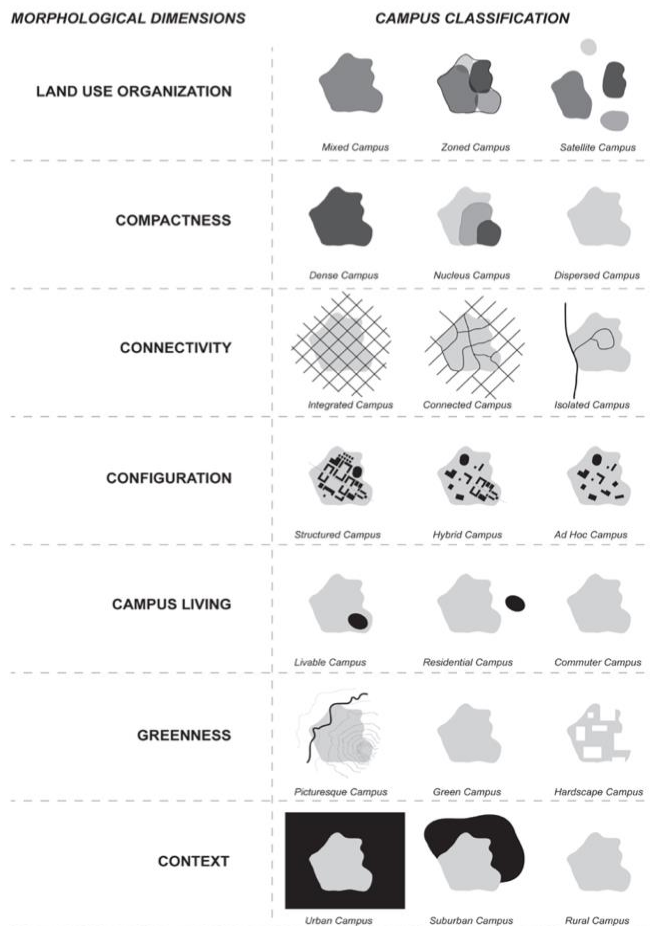 MORPHOLOGICAL DIMENSIONS CAMPUS CLASSIFICATION
LAND USE ORGANIZATION
Mixed Campus Zoned Campus Satellite Campus
COMPACTNESS
Dense Campus Nucleus Campus Dispersed Campus
CONNECTIVITY
Integrated Campus Connected Campus Isolated Campus
CONFIGURATION
Structured Campus Hybrid Campus Ad Hoc Campus
CAMPUS LIVING
Livable Campus Residential Campus Commuter Campus
GREENNESS
Picturesque Campus Green Campus Hardscape Campus
CONTEXT
Urban Campus Suburban Campus Rural Campus